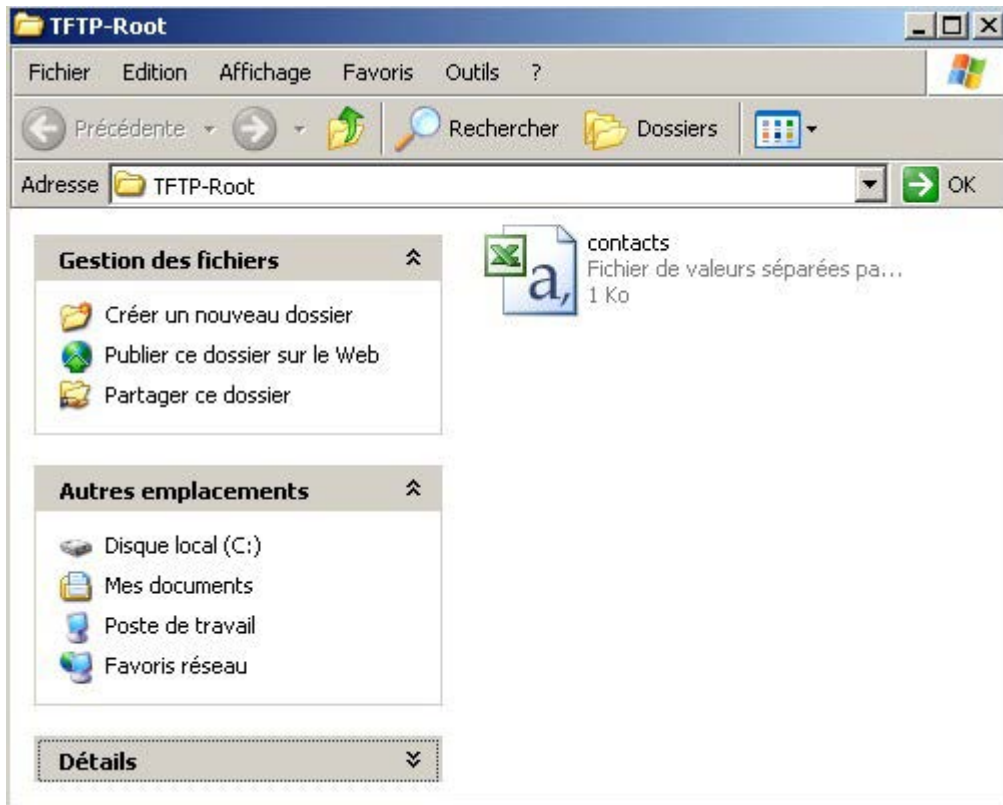 TFTP-Root
Fichier Edition Affichage Favoris Outils ?
Précédente Rechercher Dossiers
Adresse TFTP-Root OK
Gestion des fichiers
Créer un nouveau dossier
Publier ce dossier sur le Web
Partager ce dossier
Autres emplacements
Disque local (C:)
Mes documents
Poste de travail
Favoris réseau
Détails
contacts
Fichier de valeurs séparées pa...
1 Ko
a,